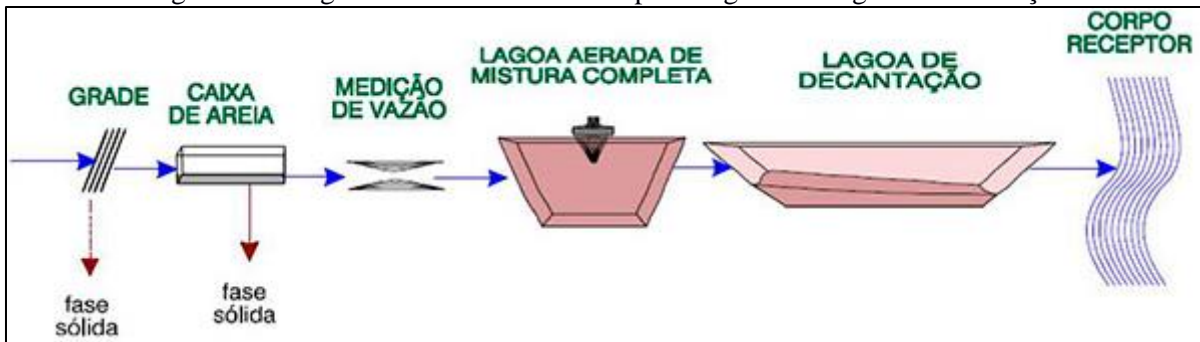 GRADE
CAIXA
DE AREIA
MEDIÇÃO
DE VAZÃO
LAGOA AERADA DE
MISTURA COMPLETA
LAGOA DE
DECANTAÇÃO
CORPO
RECEPTOR
fase
sólida
fase
sólida